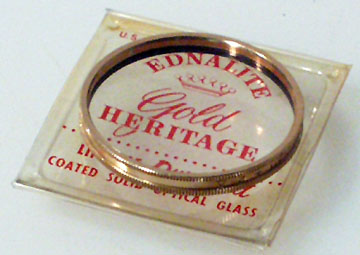 U.S.
EDNALITE
Gold
HERITAGE
COATED SOLID OPTICAL GLASS